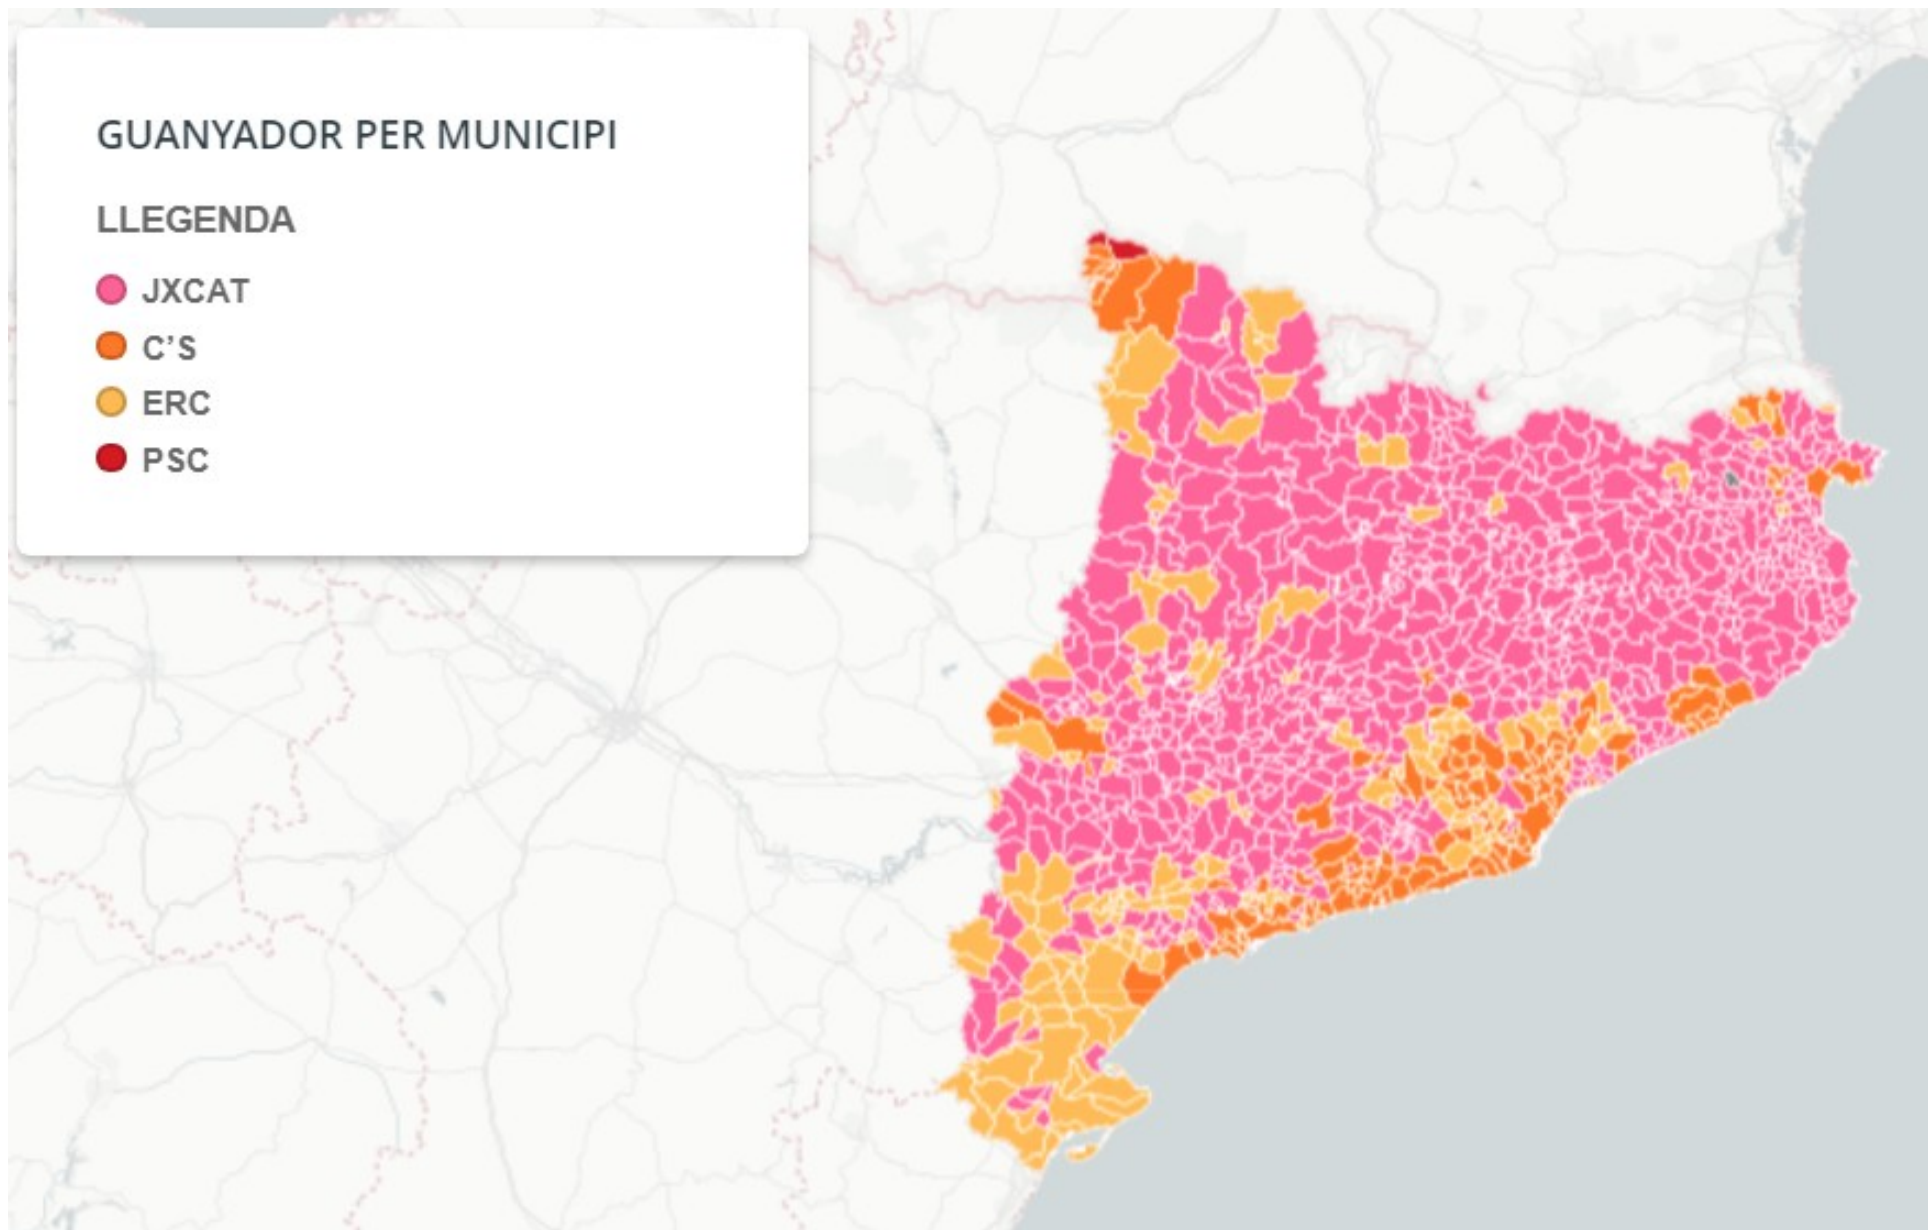 GUANYADOR PER MUNICIPI
LLEGENDA
JXCAT
C’S
ERC
PSC